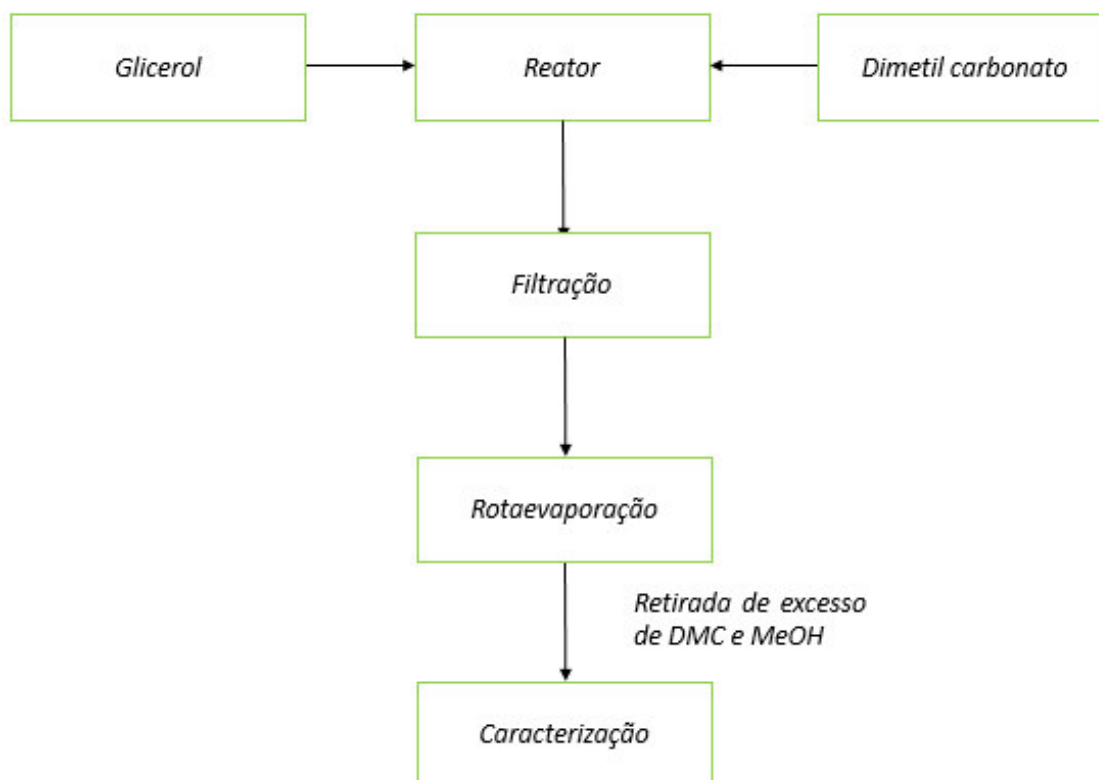 Glicerol
Reator
Dimetil carbonato
Filtração
Rotaevaporação
Retirada de excesso
de DMC e MeOH
Caracterização